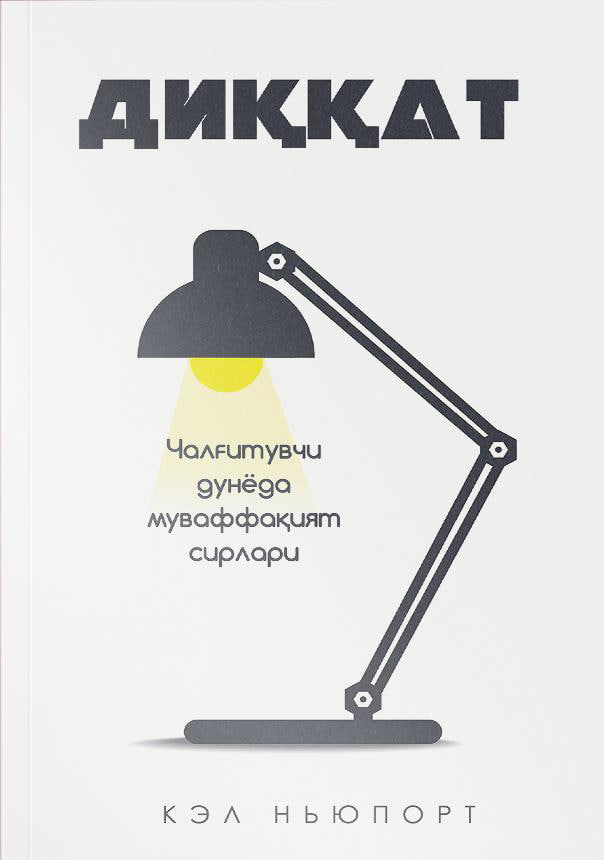 ДИҚҚАТ
Чалғитувчи
дунёда
муваффақият
сирлари
КЭЛ НЬЮПОРТ